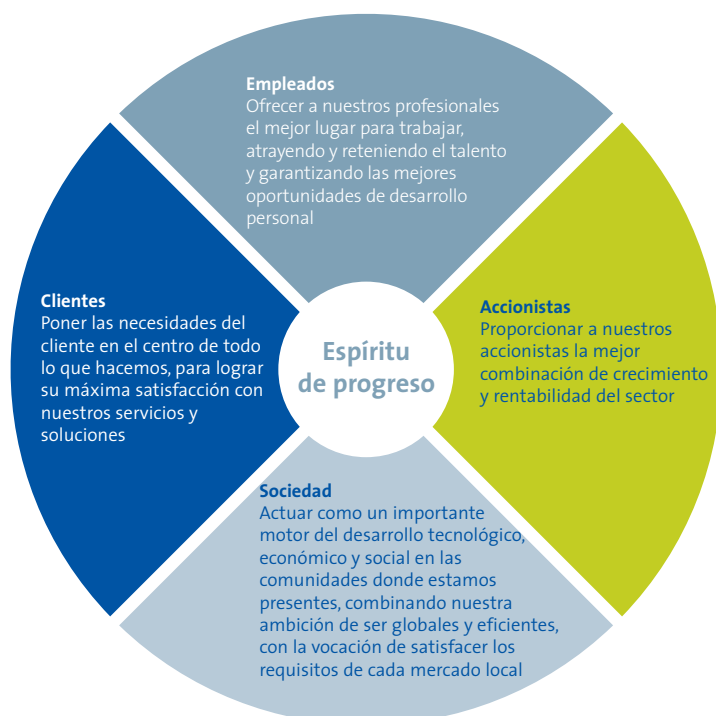 Empleados
Ofrecer a nuestros profesionales
el mejor lugar para trabajar,
atrayendo y reteniendo el talento
y garantizando las mejores
oportunidades de desarrollo
personal
Clientes
Poner las necesidades del
cliente en el centro de todo
lo que hacemos, para lograr
su máxima satisfacción con
nuestros servicios y
soluciones
Espíritu
de progreso
Accionistas
Proporcionar a nuestros
accionistas la mejor
combinación de crecimiento
y rentabilidad del sector
Sociedad
Actuar como un importante
motor del desarrollo tecnológico,
económico y social en las
comunidades donde estamos
presentes, combinando nuestra
ambición de ser globales y eficientes,
con la vocación de satisfacer los
requisitos de cada mercado local